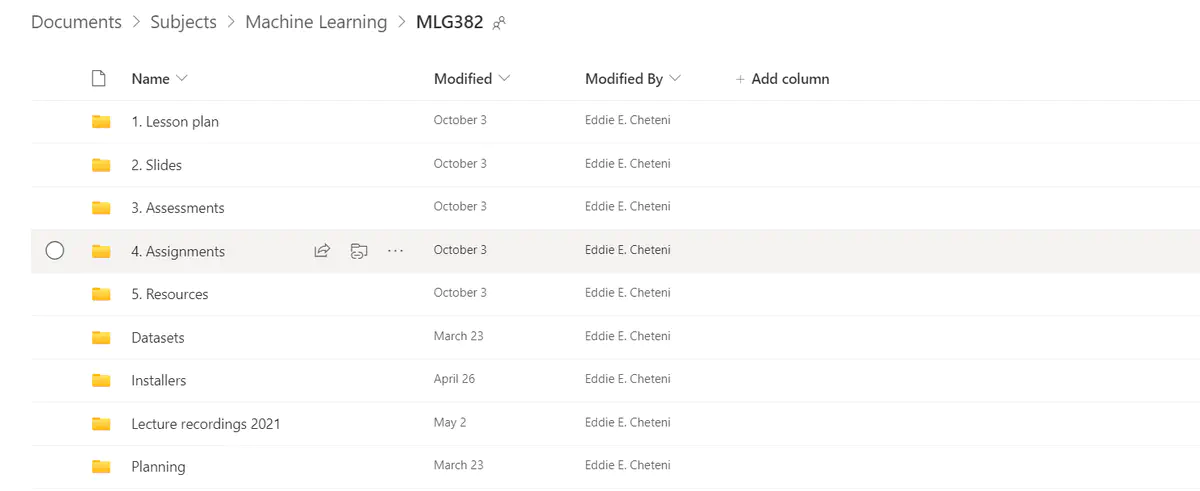 Documents > Subjects > Machine Learning > MLG382
Name Modified Modified By + Add column
1. Lesson plan October 3 Eddie E. Cheteni
2. Slides October 3 Eddie E. Cheteni
3. Assessments October 3 Eddie E. Cheteni
4. Assignments ... October 3 Eddie E. Cheteni
5. Resources October 3 Eddie E. Cheteni
Datasets March 23 Eddie E. Cheteni
Installers April 26 Eddie E. Cheteni
Lecture recordings 2021 May 2 Eddie E. Cheteni
Planning March 23 Eddie E. Cheteni